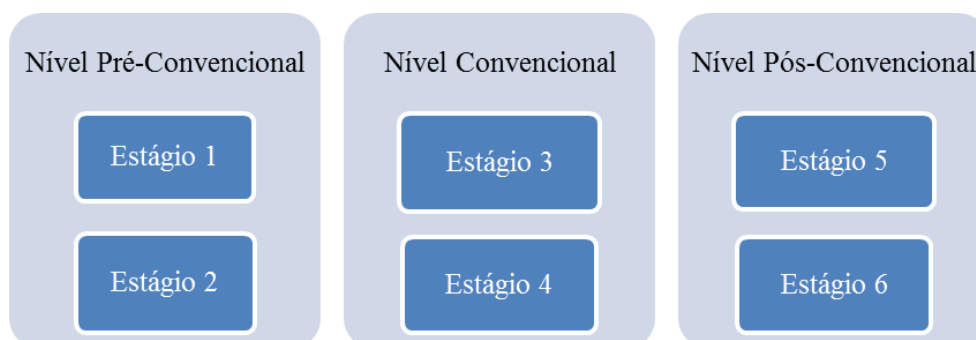 Nível Pré-Convencional
Estágio 1
Estágio 2
Nível Convencional
Estágio 3
Estágio 4
Nível Pós-Convencional
Estágio 5
Estágio 6